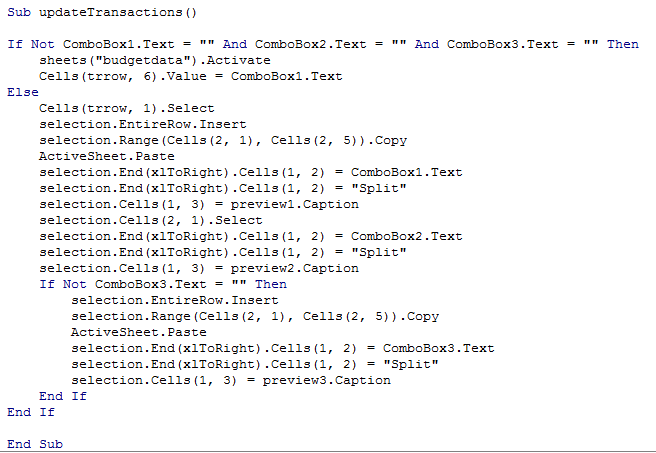 Sub updateTransactions()
If Not ComboBox1.Text = "" And ComboBox2.Text = "" And ComboBox3.Text = "" Then
sheets("budgetdata").Activate
Cells(trrow, 6).Value = ComboBox1.Text
Else
Cells(trrow, 1).Select
selection.EntireRow.Insert
selection.Range(Cells(2, 1), Cells(2, 5)).Copy
ActiveSheet.Paste
selection.End(xlToRight).Cells(1, 2) = ComboBox1.Text
selection.End(xlToRight).Cells(1, 2) = "Split"
selection.Cells(1, 3) = preview1.Caption
selection.Cells(2, 1).Select
selection.End(xlToRight).Cells(1, 2) = ComboBox2.Text
selection.End(xlToRight).Cells(1, 2) = "Split"
selection.Cells(1, 3) = preview2.Caption
If Not ComboBox3.Text = "" Then
selection.EntireRow.Insert
selection.Range(Cells(2, 1), Cells(2, 5)).Copy
ActiveSheet.Paste
selection.End(xlToRight).Cells(1, 2) = ComboBox3.Text
selection.End(xlToRight).Cells(1, 2) = "Split"
selection.Cells(1, 3) = preview3.Caption
End If
End If
End Sub